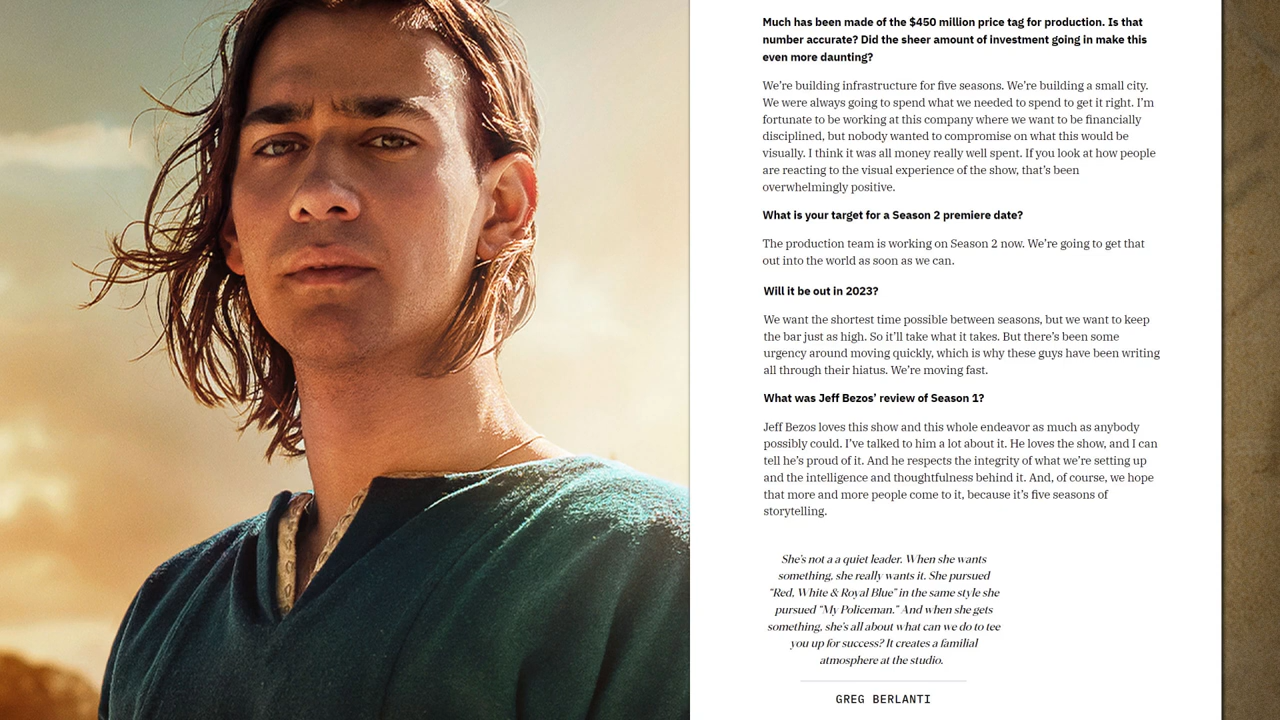 Much has been made of the $450 million price tag for production. Is that
number accurate? Did the sheer amount of investment going in make this
even more daunting?
We’re building infrastructure for five seasons. We’re building a small city.
We were always going to spend what we needed to spend to get it right. I’m
fortunate to be working at this company where we want to be financially
disciplined, but nobody wanted to compromise on what this would be
visually. I think it was all money really well spent. If you look at how people
are reacting to the visual experience of the show, that’s been
overwhelmingly positive.
What is your target for a Season 2 premiere date?
The production team is working on Season 2 now. We’re going to get that
out into the world as soon as we can.
Will it be out in 2023?
We want the shortest time possible between seasons, but we want to keep
the bar just as high. So it’ll take what it takes. But there’s been some
urgency around moving quickly, which is why these guys have been writing
all through their hiatus. We’re moving fast.
What was Jeff Bezos’ review of Season 1?
Jeff Bezos loves this show and this whole endeavor as much as anybody
possibly could. I’ve talked to him a lot about it. He loves the show, and I can
tell he’s proud of it. And he respects the integrity of what we’re setting up
and the intelligence and thoughtfulness behind it. And, of course, we hope
that more and more people come to it, because it’s five seasons of
storytelling.
She’s not a a quiet leader. When she wants
something, she really wants it. She pursued
“Red, White & Royal Blue” in the same style she
pursued “My Policeman.” And when she gets
something, she’s all about what can we do to tee
you up for success? It creates a familial
atmosphere at the studio.
GREG BERLANTI